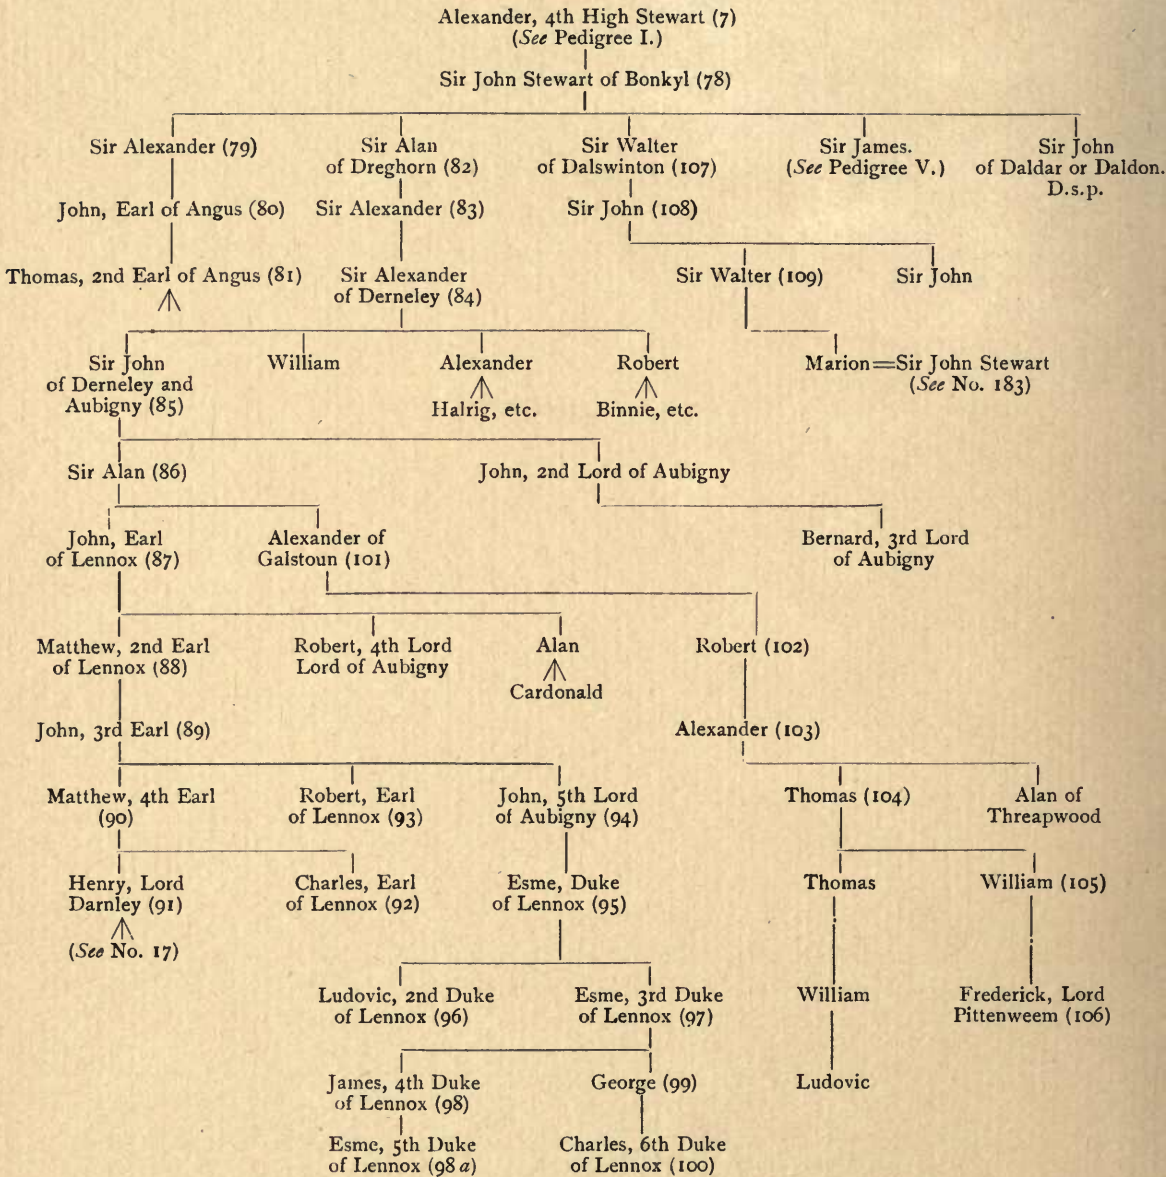 Alexander, 4th High Stewart (7)
(See Pedigree I.)
Sir John Stewart of Bonkyl (78)
Sir Alexander (79)
Sir Alan
of Dreghorn (82)
Sir Walter
of Dalswinton (107)
Sir James.
(See Pedigree V.)
Sir John
of Daldar or Daldon.
D.s.p.
John, Earl of Angus (80)
Sir Alexander (83)
Sir John (108)
Thomas, 2nd Earl of Angus (81)
Sir Alexander
of Derneley (84)
Sir Walter (109)
Sir John
Sir John
of Derneley and
Aubigny (85)
William
Alexander
Halrig, etc.
Robert
Binnie, etc.
Marion=Sir John Stewart
(See No. 183)
Sir Alan (86)
John, 2nd Lord of Aubigny
John, Earl
of Lennox (87)
Alexander of
Galstoun (101)
Bernard, 3rd Lord
of Aubigny
Matthew, 2nd Earl
of Lennox (88)
Robert, 4th Lord
Lord of Aubigny
Alan
Cardonald
Robert (102)
John, 3rd Earl (89)
Alexander (103)
Matthew, 4th Earl
(90)
Robert, Earl
of Lennox (93)
John, 5th Lord
of Aubigny (94)
Thomas (104)
Alan of
Threapwood
Henry, Lord
Darnley (91)
(See No. 17)
Charles, Earl
of Lennox (92)
Esme, Duke
of Lennox (95)
Thomas
William (105)
Ludovic, 2nd Duke
of Lennox (96)
Esme, 3rd Duke
of Lennox (97)
William
Frederick, Lord
Pittenweem (106)
James, 4th Duke
of Lennox (98)
George (99)
Ludovic
Esme, 5th Duke
of Lennox (98 a)
Charles, 6th Duke
of Lennox (100)